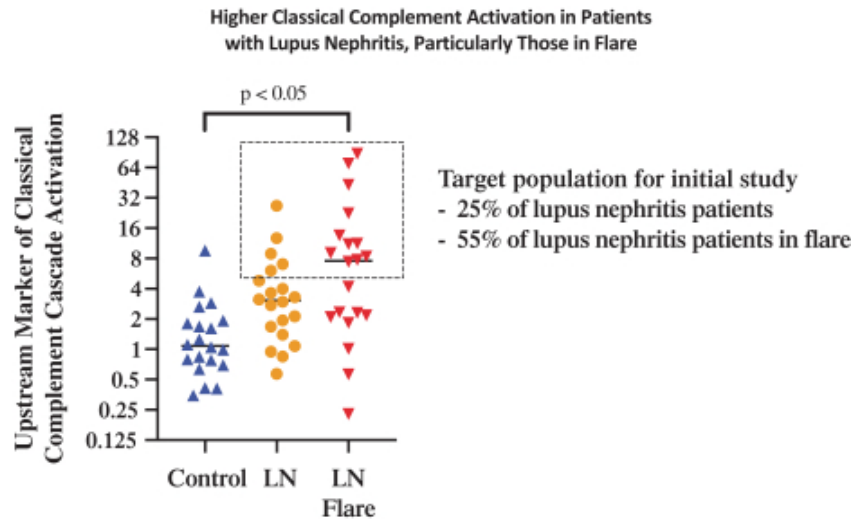 Higher Classical Complement Activation in Patients
with Lupus Nephritis, Particularly Those in Flare
p < 0.05
Upstream Marker of Classical
Complement Cascade Activation
128
64
32
16
8
4
2
1
0.5
0.25
0.125
Control
LN
LN
Flare
Target population for initial study
- 25% of lupus nephritis patients
- 55% of lupus nephritis patients in flare